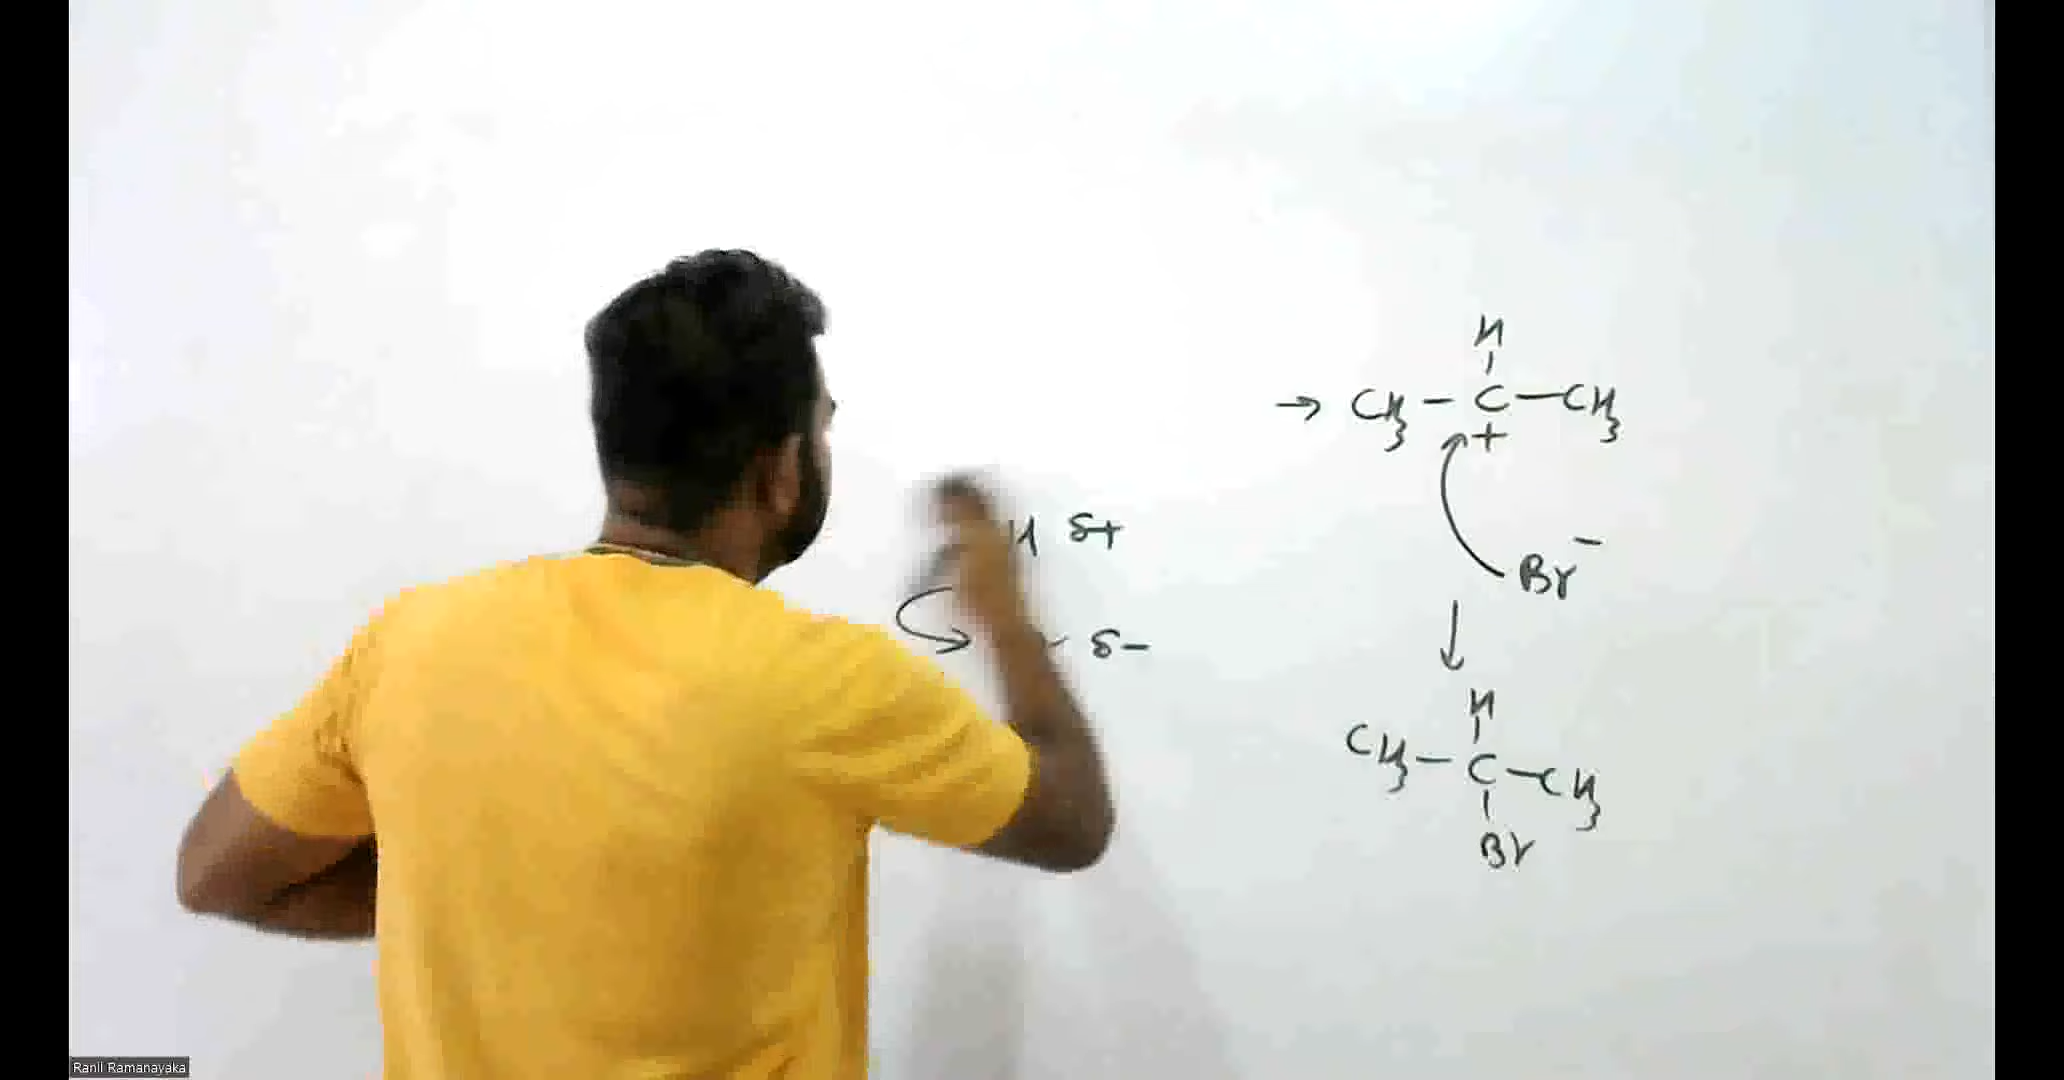 H
→ CH3 – C – CH3
+
H δ+
Br –
δ–
↓
H
CH3 – C – CH3
Br
Ranil Ramanayaka